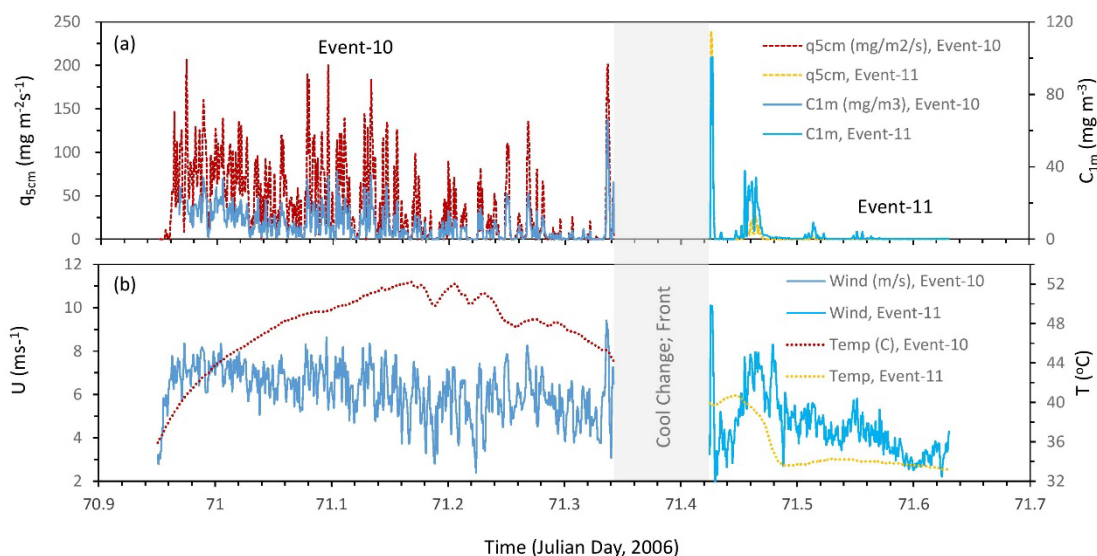 (a)
Event-10
Event-11
q5cm (mg/m2/s), Event-10
q5cm, Event-11
C1m (mg/m3), Event-10
C1m, Event-11
250
200
150
100
50
0
q5cm (mg m-2s-1)
120
80
40
0
C1m (mg m-3)
(b)
Wind (m/s), Event-10
Wind, Event-11
Temp (C), Event-10
Temp, Event-11
Cool Change; Front
12
10
8
6
4
2
U (ms-1)
52
48
44
40
36
32
T (oC)
70.9
71
71.1
71.2
71.3
71.4
71.5
71.6
71.7
Time (Julian Day, 2006)